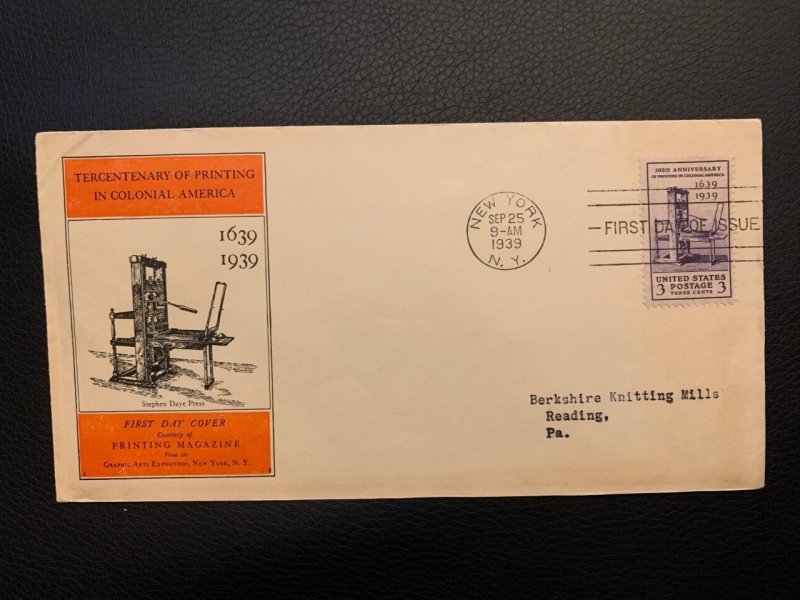 TERCENTENARY OF PRINTING
IN COLONIAL AMERICA
1639
1939
Stephen Daye Press
FIRST DAY COVER
Courtesy of
PRINTING MAGAZINE
From the
GRAPHIC ARTS EXPOSITION, NEW YORK, N. Y.
NEW YORK
SEP 25
9-AM
1939
N. Y.
FIRST DAY OF ISSUE
300TH ANNIVERSARY
OF PRINTING IN COLONIAL AMERICA
1639
1939
UNITED STATES
3 POSTAGE 3
THREE CENTS
Berkshire Knitting Mills
Reading,
Pa.